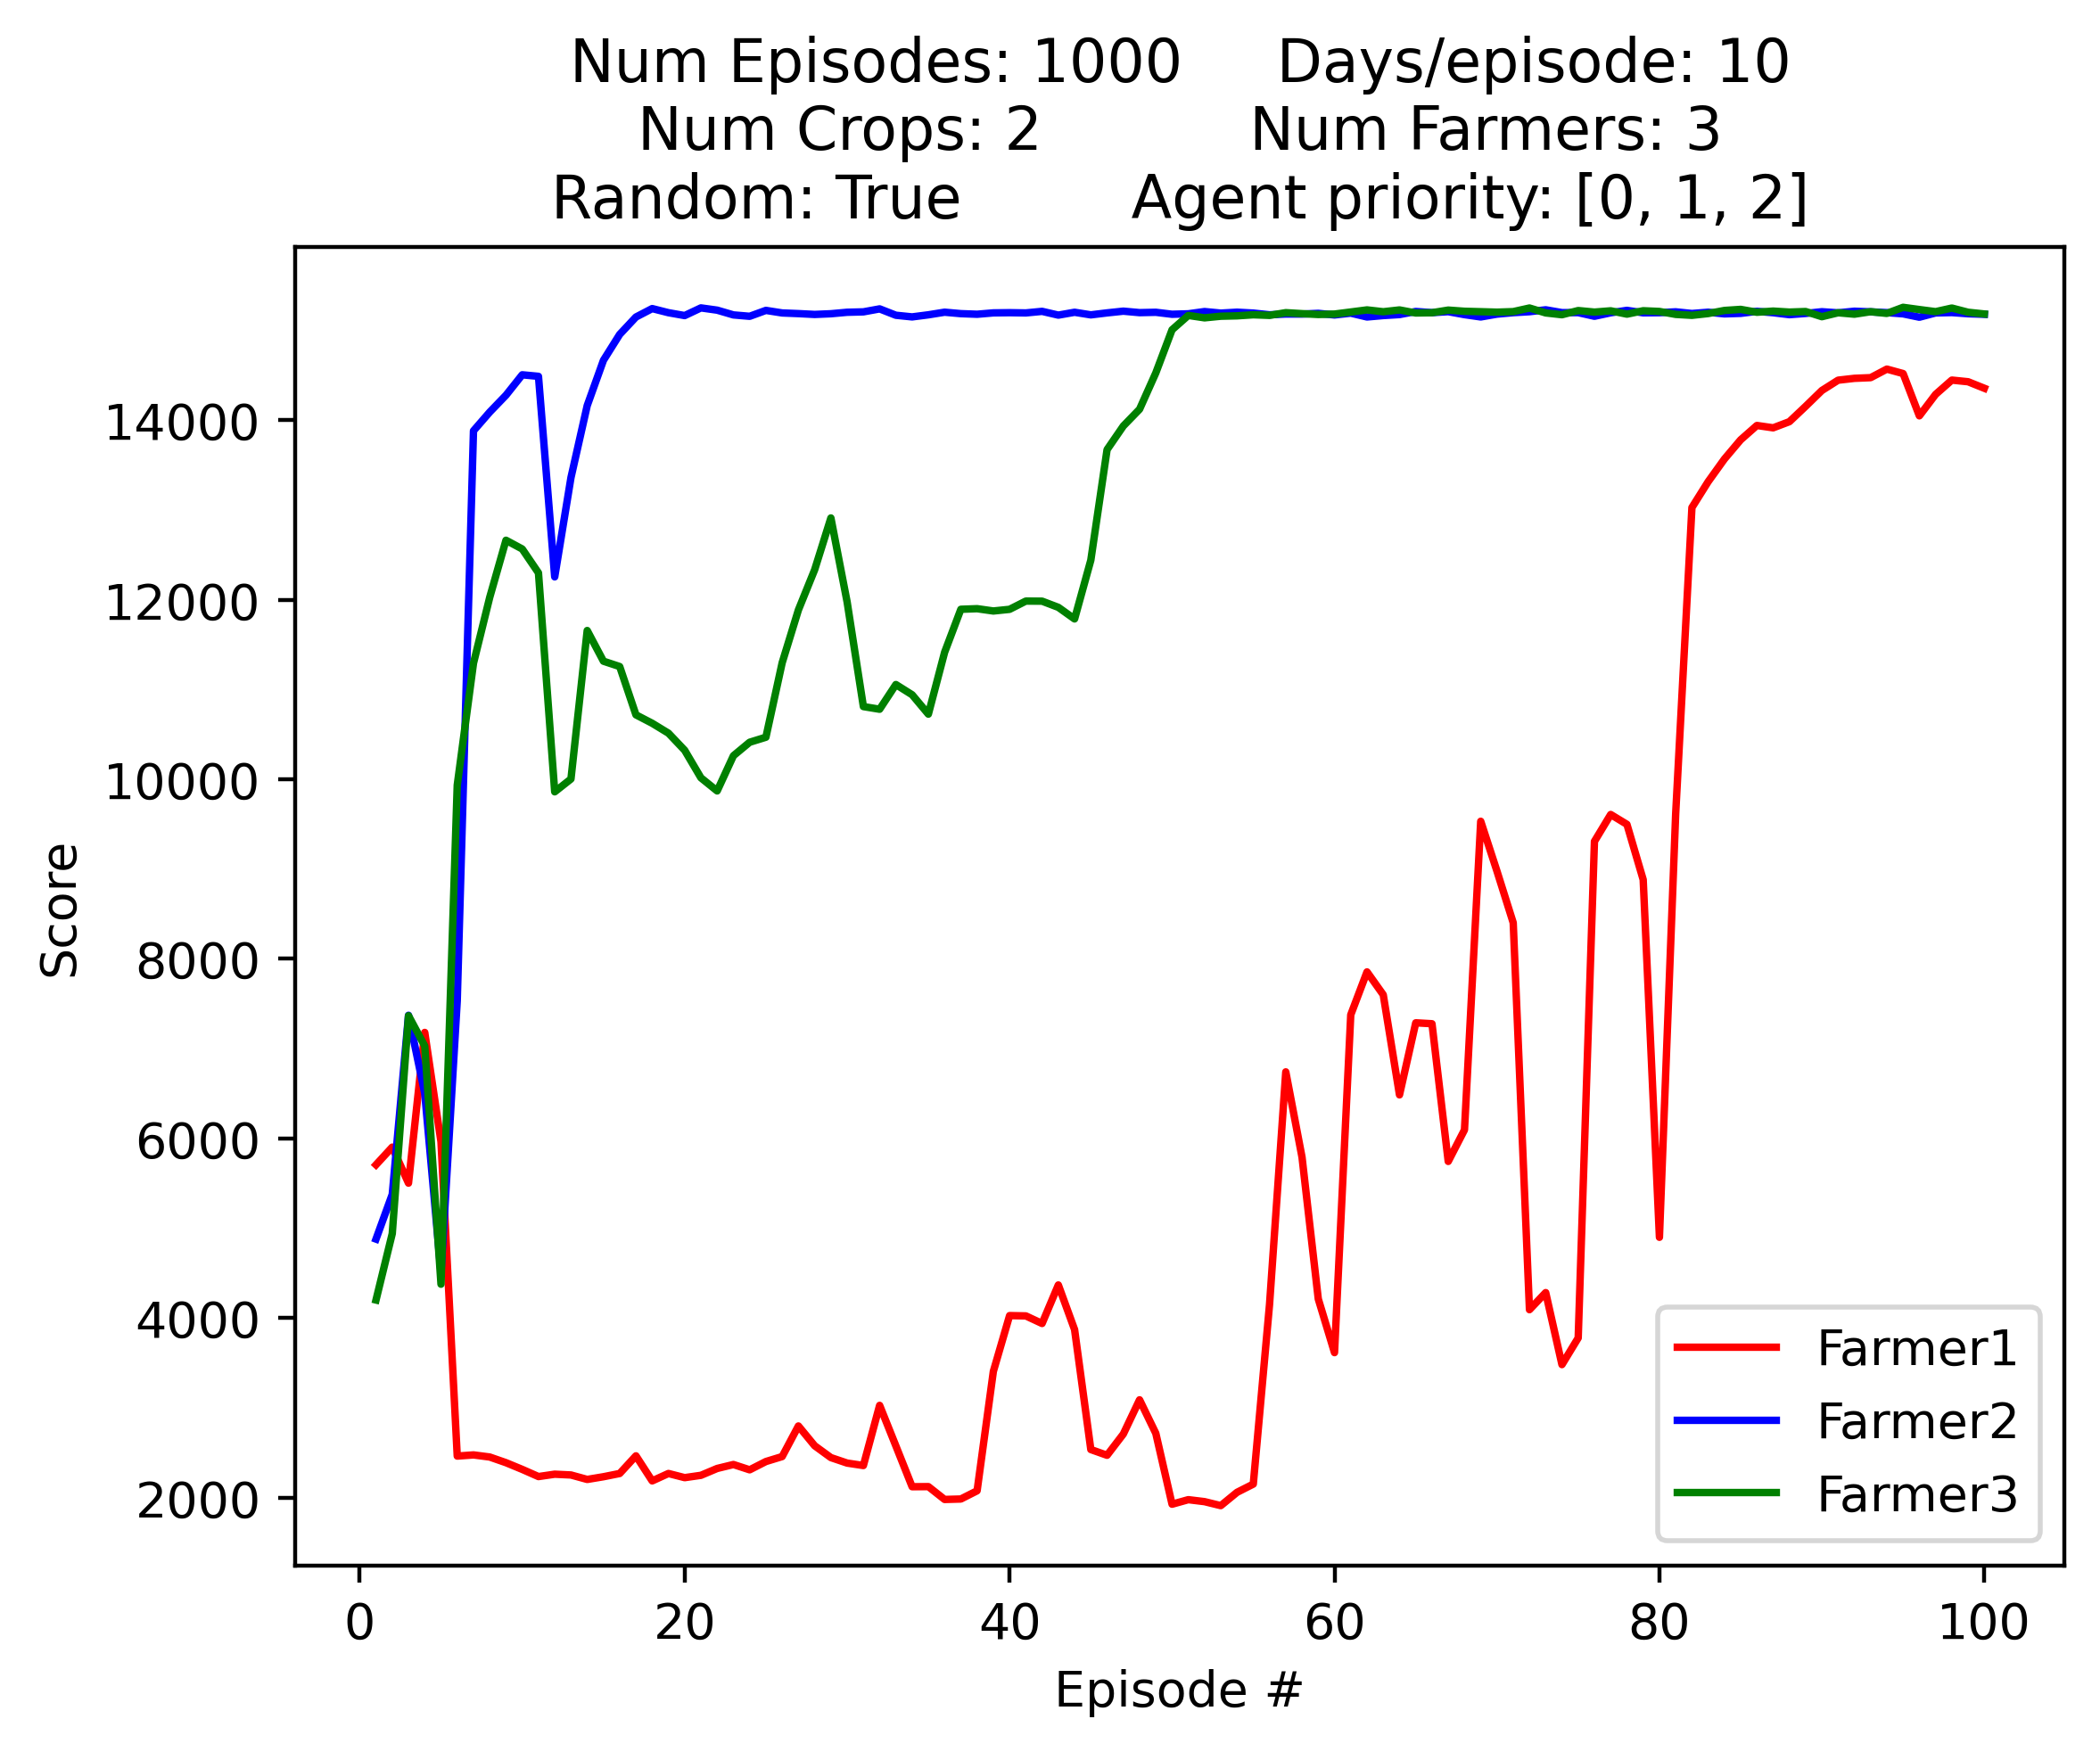 Num Episodes: 1000 Days/episode: 10
Num Crops: 2 Num Farmers: 3
Random: True Agent priority: [0, 1, 2]
Score
14000
12000
10000
8000
6000
4000
2000
Farmer1
Farmer2
Farmer3
0 20 40 60 80 100
Episode #